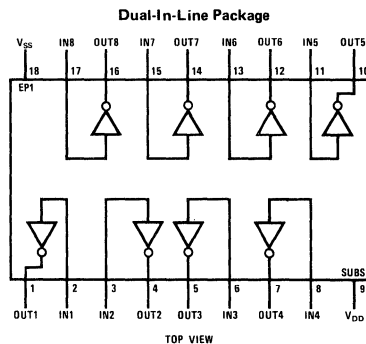 Dual-In-Line Package
VSS IN8 OUT8 IN7 OUT7 IN6 OUT6 IN5 OUT5
18 17 16 15 14 13 12 11 10
EP1
SUBS
1 2 3 4 5 6 7 8 9
OUT1 IN1 IN2 OUT2 OUT3 IN3 OUT4 IN4 VDD
TOP VIEW